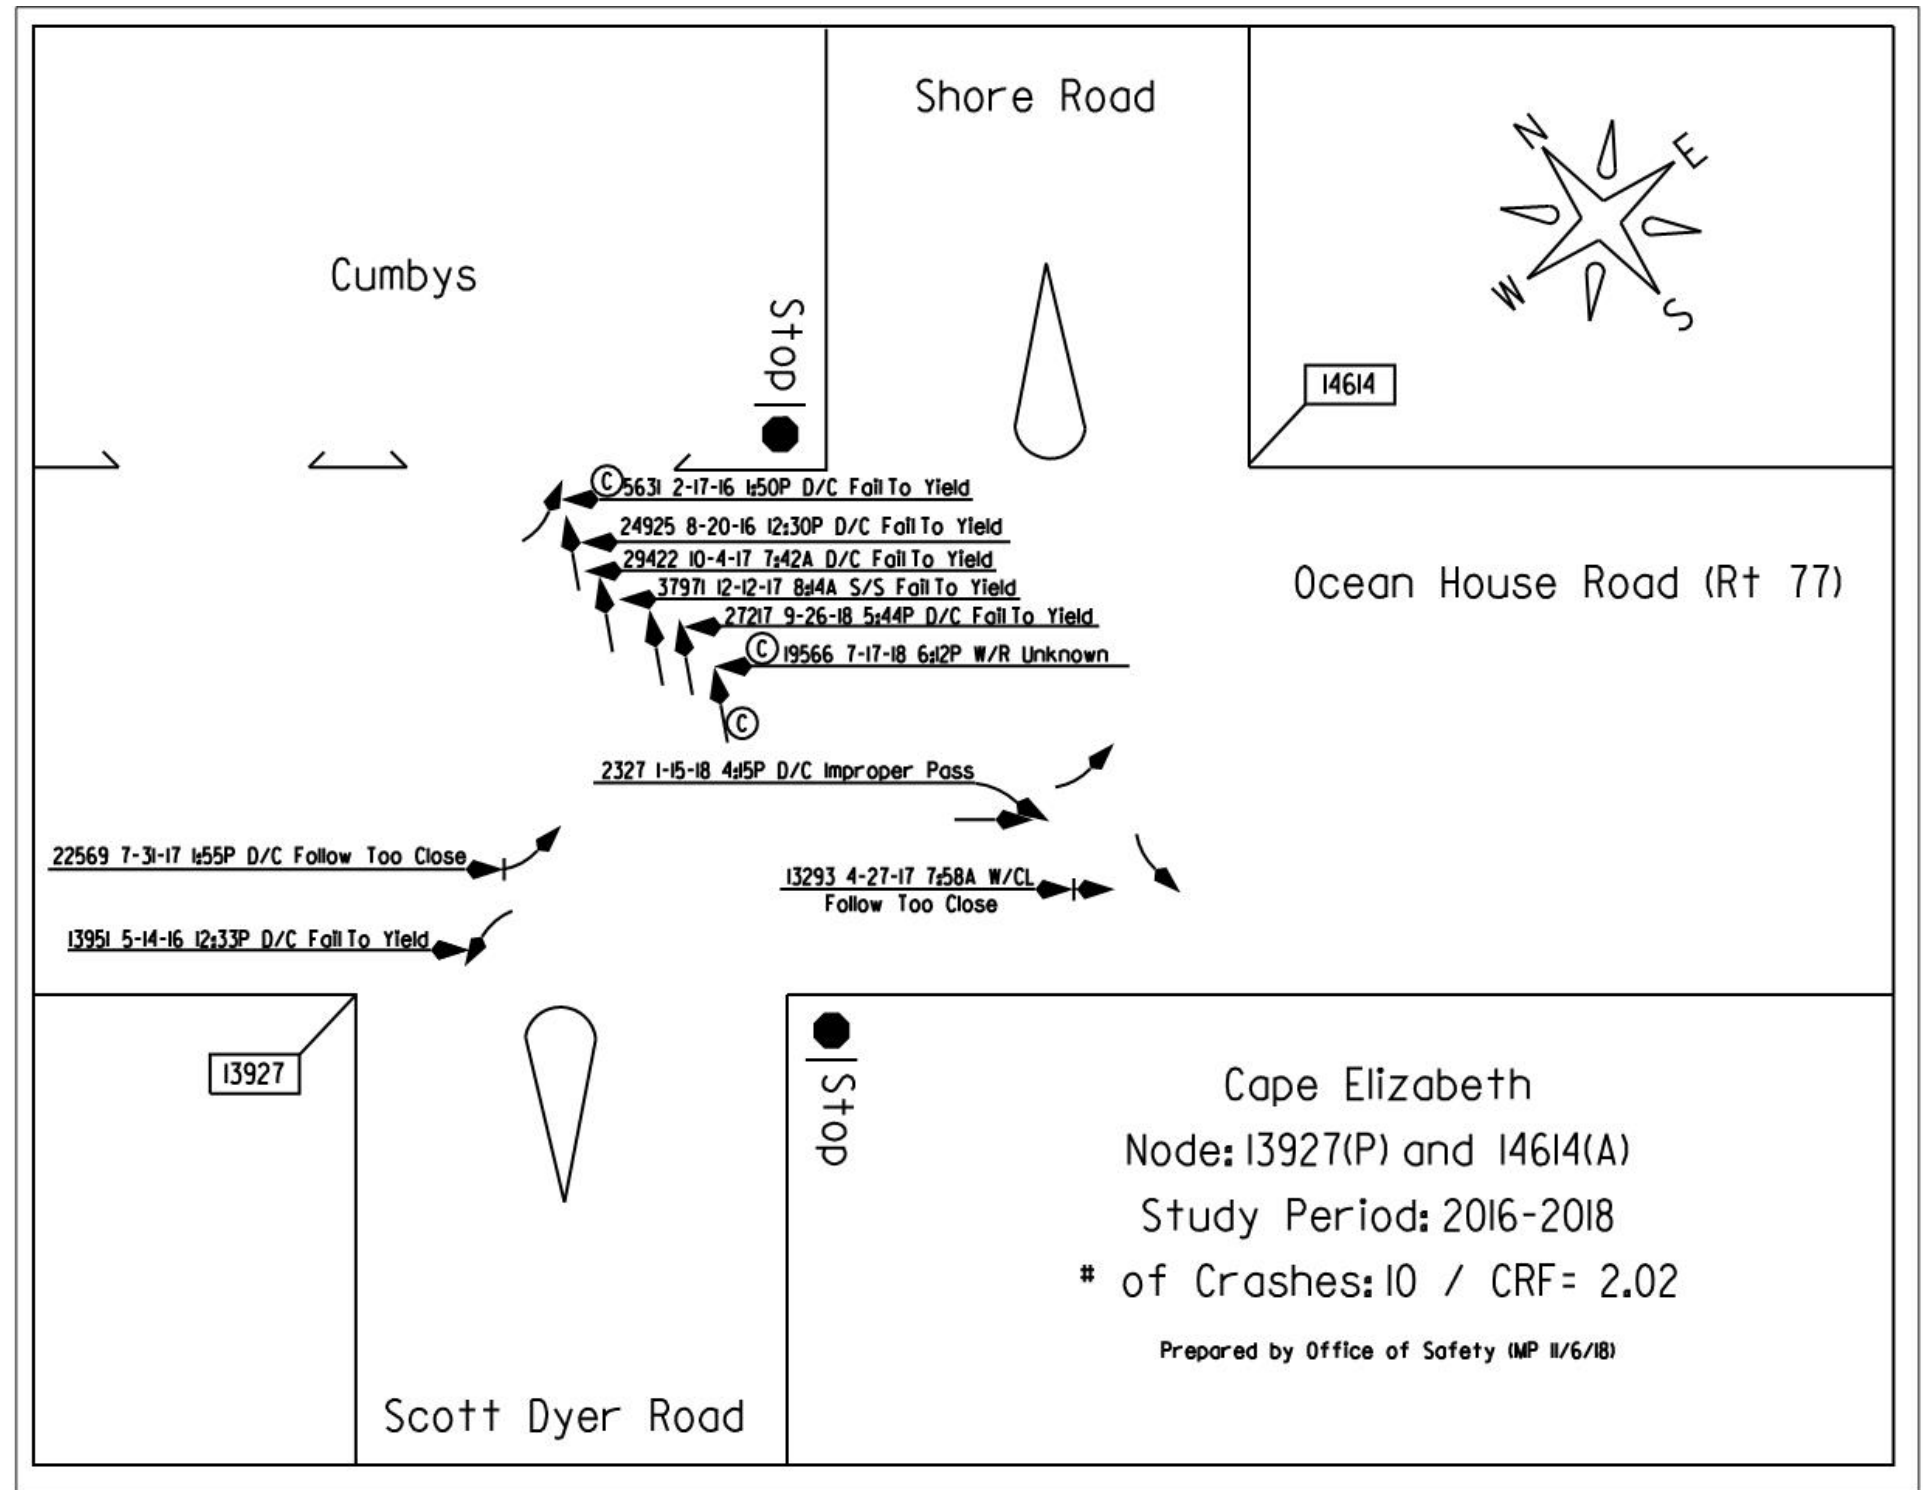 Shore Road
N
E
W
S
Cumbys
Stop
14614
C 5631 2-17-16 1:50P D/C Fail To Yield
24925 8-20-16 12:30P D/C Fail To Yield
29422 10-4-17 7:42A D/C Fail To Yield
37971 12-12-17 8:14A S/S Fail To Yield
27217 9-26-18 5:44P D/C Fail To Yield
C 19566 7-17-18 6:12P W/R Unknown
C
Ocean House Road (Rt 77)
2327 1-15-18 4:15P D/C Improper Pass
22569 7-31-17 1:55P D/C Follow Too Close
13293 4-27-17 7:58A W/CL
Follow Too Close
13951 5-14-16 12:33P D/C Fail To Yield
13927
Stop
Cape Elizabeth
Node: 13927(P) and 14614(A)
Study Period: 2016-2018
# of Crashes: 10 / CRF= 2.02
Prepared by Office of Safety (MP 11/6/18)
Scott Dyer Road